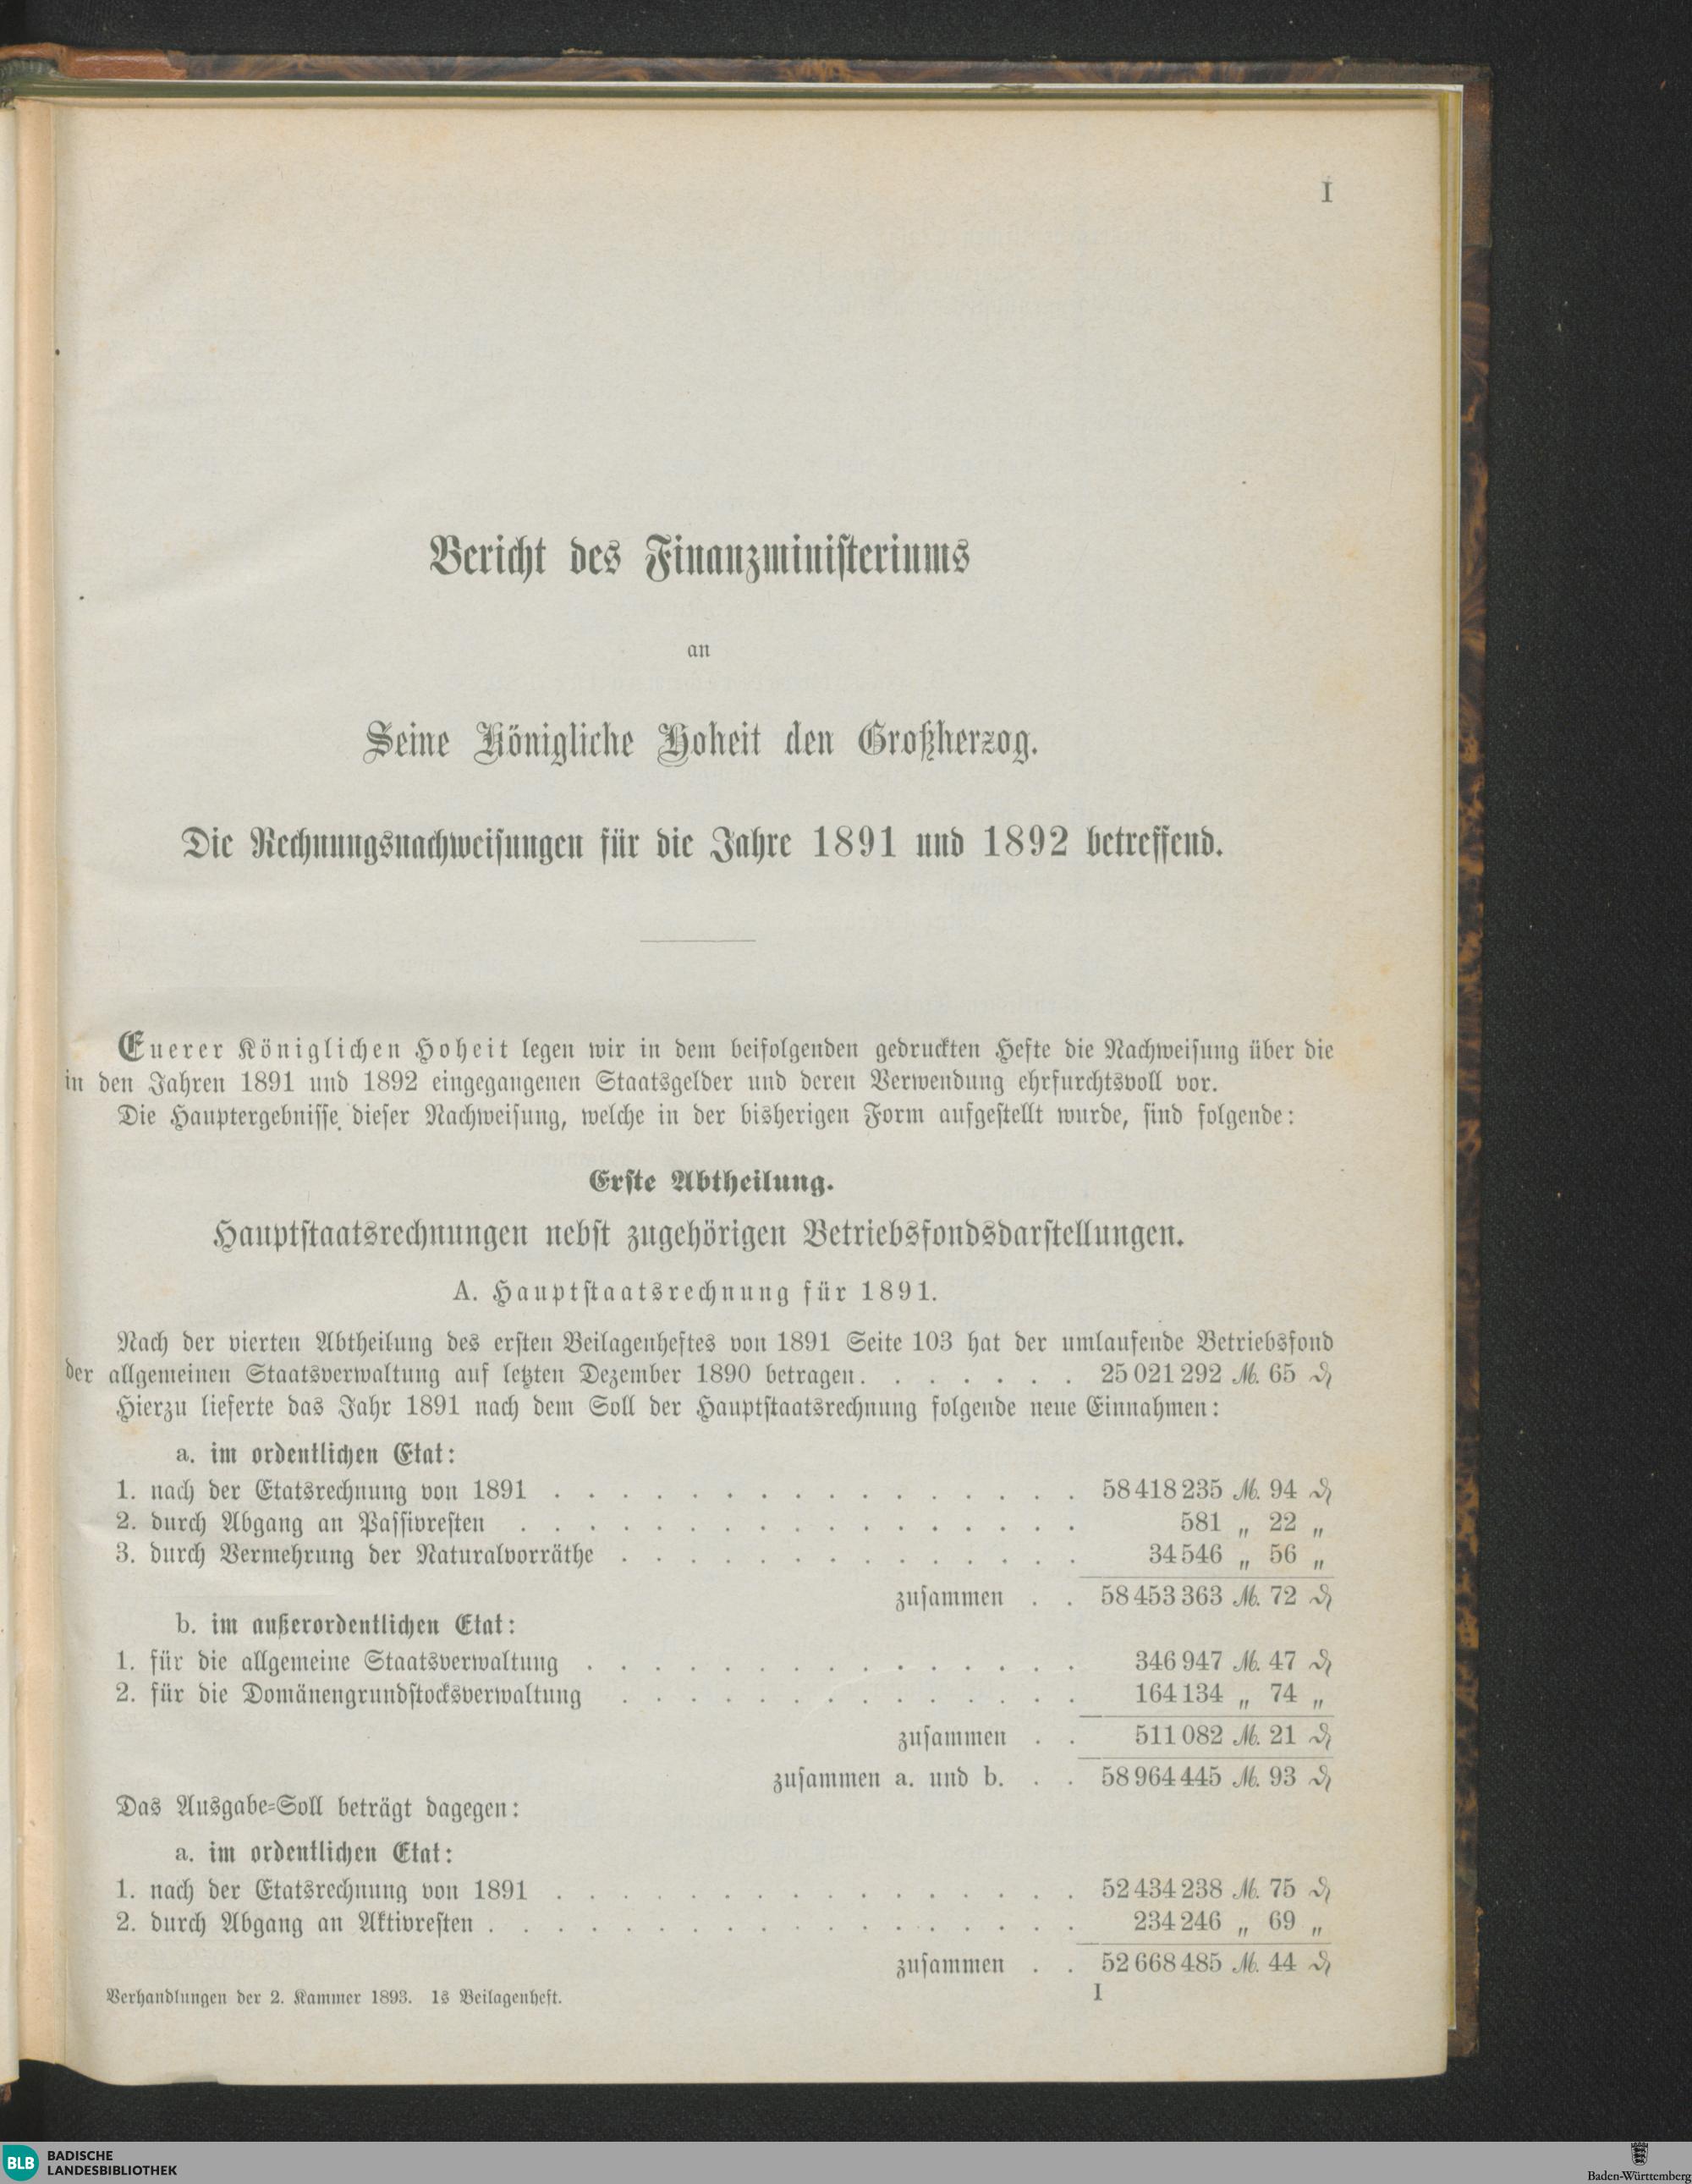 I
Bericht des Finanzministeriums
an
Seine Königliche Hoheit den Großherzog.
Die Rechnungsnachweisungen für die Jahre 1891 und 1892 betreffend.
Euerer Königlichen Hoheit legen wir in dem beifolgenden gedruckten Hefte die Nachweisung über die
in den Jahren 1891 und 1892 eingegangenen Staatsgelder und deren Verwendung ehrfurchtsvoll vor.
Die Hauptergebnisse dieser Nachweisung, welche in der bisherigen Form aufgestellt wurde, sind folgende:
Erste Abtheilung.
Hauptstaatsrechnungen nebst zugehörigen Betriebsfondsdarstellungen.
A. Hauptstaatsrechnung für 1891.
Nach der vierten Abtheilung des ersten Beilagenheftes von 1891 Seite 103 hat der umlaufende Betriebsfond
der allgemeinen Staatsverwaltung auf letzten Dezember 1890 betragen. . . . . . . 25 021 292 ℳ. 65 ₰
Hierzu lieferte das Jahr 1891 nach dem Soll der Hauptstaatsrechnung folgende neue Einnahmen:
a. im ordentlichen Etat:
1. nach der Etatsrechnung von 1891 . . . . . . . . . . . . . . . . 58 418 235 ℳ. 94 ₰
2. durch Abgang an Passivresten . . . . . . . . . . . . . . . . . 581 „ 22 „
3. durch Vermehrung der Naturalvorräthe . . . . . . . . . . . . . . 34 546 „ 56 „
zusammen . . 58 453 363 ℳ. 72 ₰
b. im außerordentlichen Etat:
1. für die allgemeine Staatsverwaltung . . . . . . . . . . . . . . . 346 947 ℳ. 47 ₰
2. für die Domänengrundstocksverwaltung . . . . . . . . . . . . . . 164 134 „ 74 „
zusammen . . 511 082 ℳ. 21 ₰
zusammen a. und b. . . 58 964 445 ℳ. 93 ₰
Das Ausgabe-Soll beträgt dagegen:
a. im ordentlichen Etat:
1. nach der Etatsrechnung von 1891 . . . . . . . . . . . . . . . . 52 434 238 ℳ. 75 ₰
2. durch Abgang an Aktivresten . . . . . . . . . . . . . . . . . . 234 246 „ 69 „
zusammen . . 52 668 485 ℳ. 44 ₰
Verhandlungen der 2. Kammer 1893. 1s Beilagenheft. I
BLB BADISCHE
LANDESBIBLIOTHEK
Baden-Württemberg